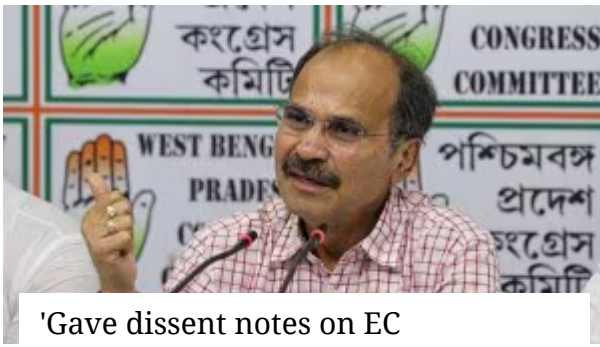 কংগ্রেস
কমিটি
CONGRESS
COMMITTEE
WEST BENG
PRADES
পশ্চিমবঙ্গ
প্রদেশ
'Gave dissent notes on EC